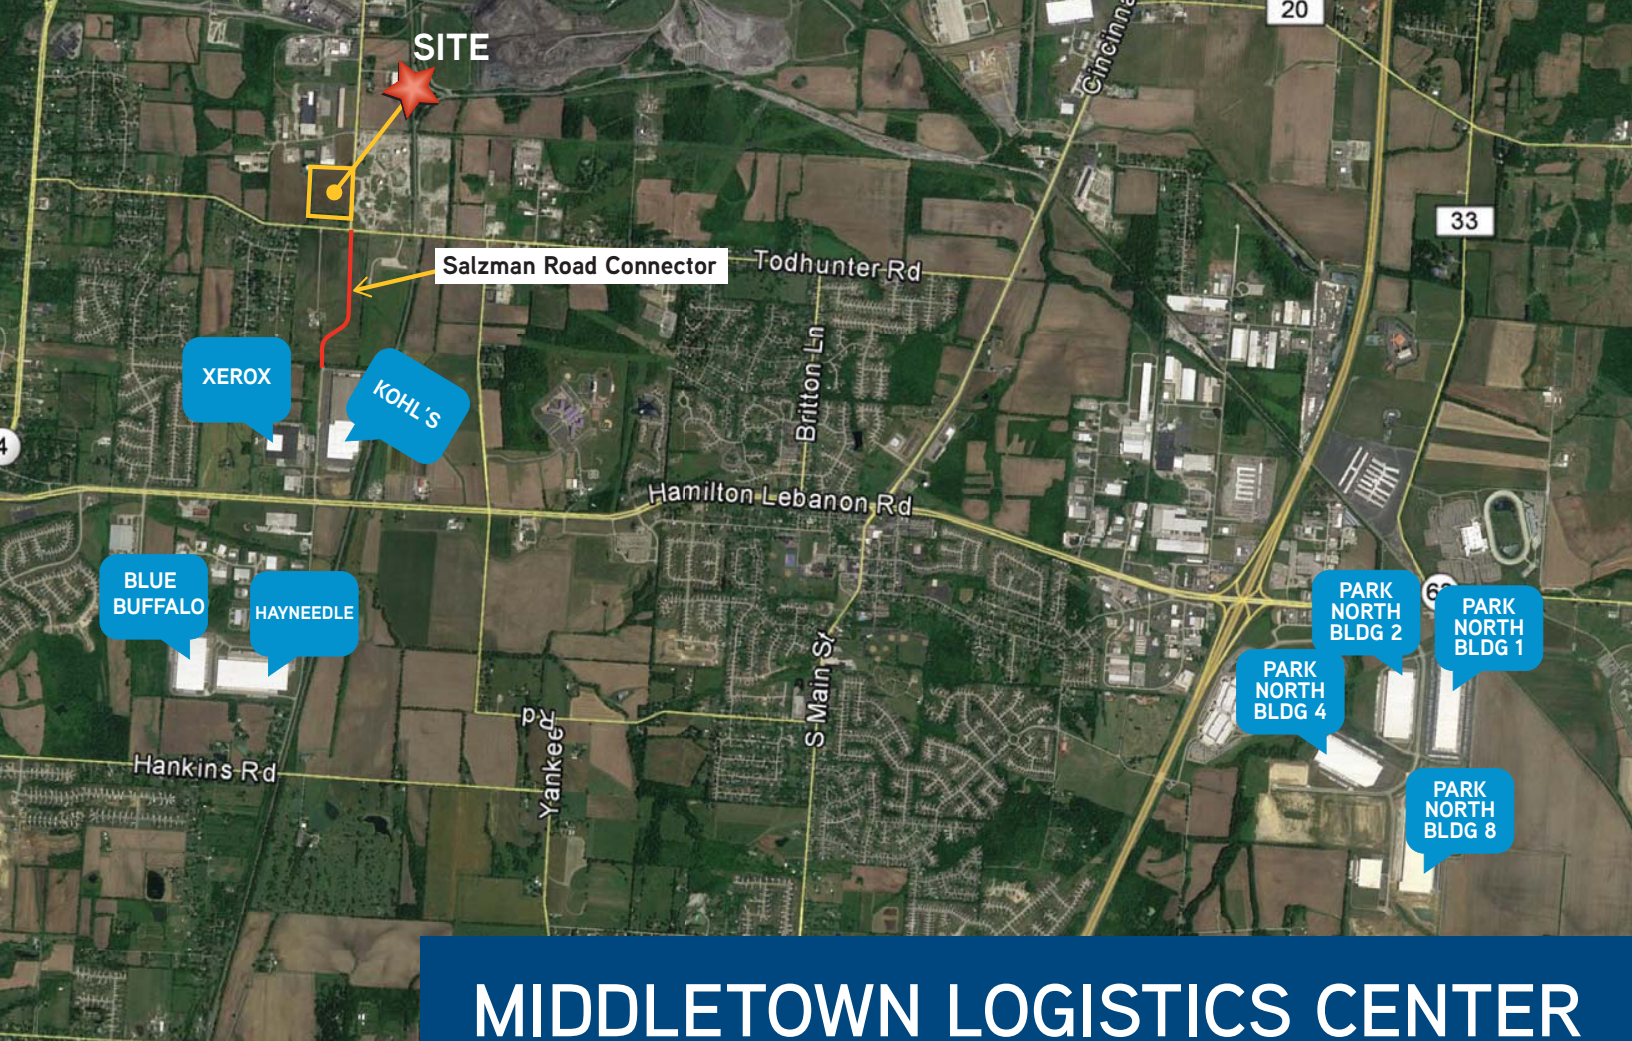 20
Cincinna
SITE
33
Salzman Road Connector
Todhunter Rd
Britton Ln
XEROX
KOHL'S
4
Hamilton Lebanon Rd
BLUE
BUFFALO
HAYNEEDLE
PARK
NORTH
BLDG 2
PARK
NORTH
BLDG 1
PARK
NORTH
BLDG 4
S Main St
Yankee Rd
Hankins Rd
PARK
NORTH
BLDG 8
MIDDLETOWN LOGISTICS CENTER